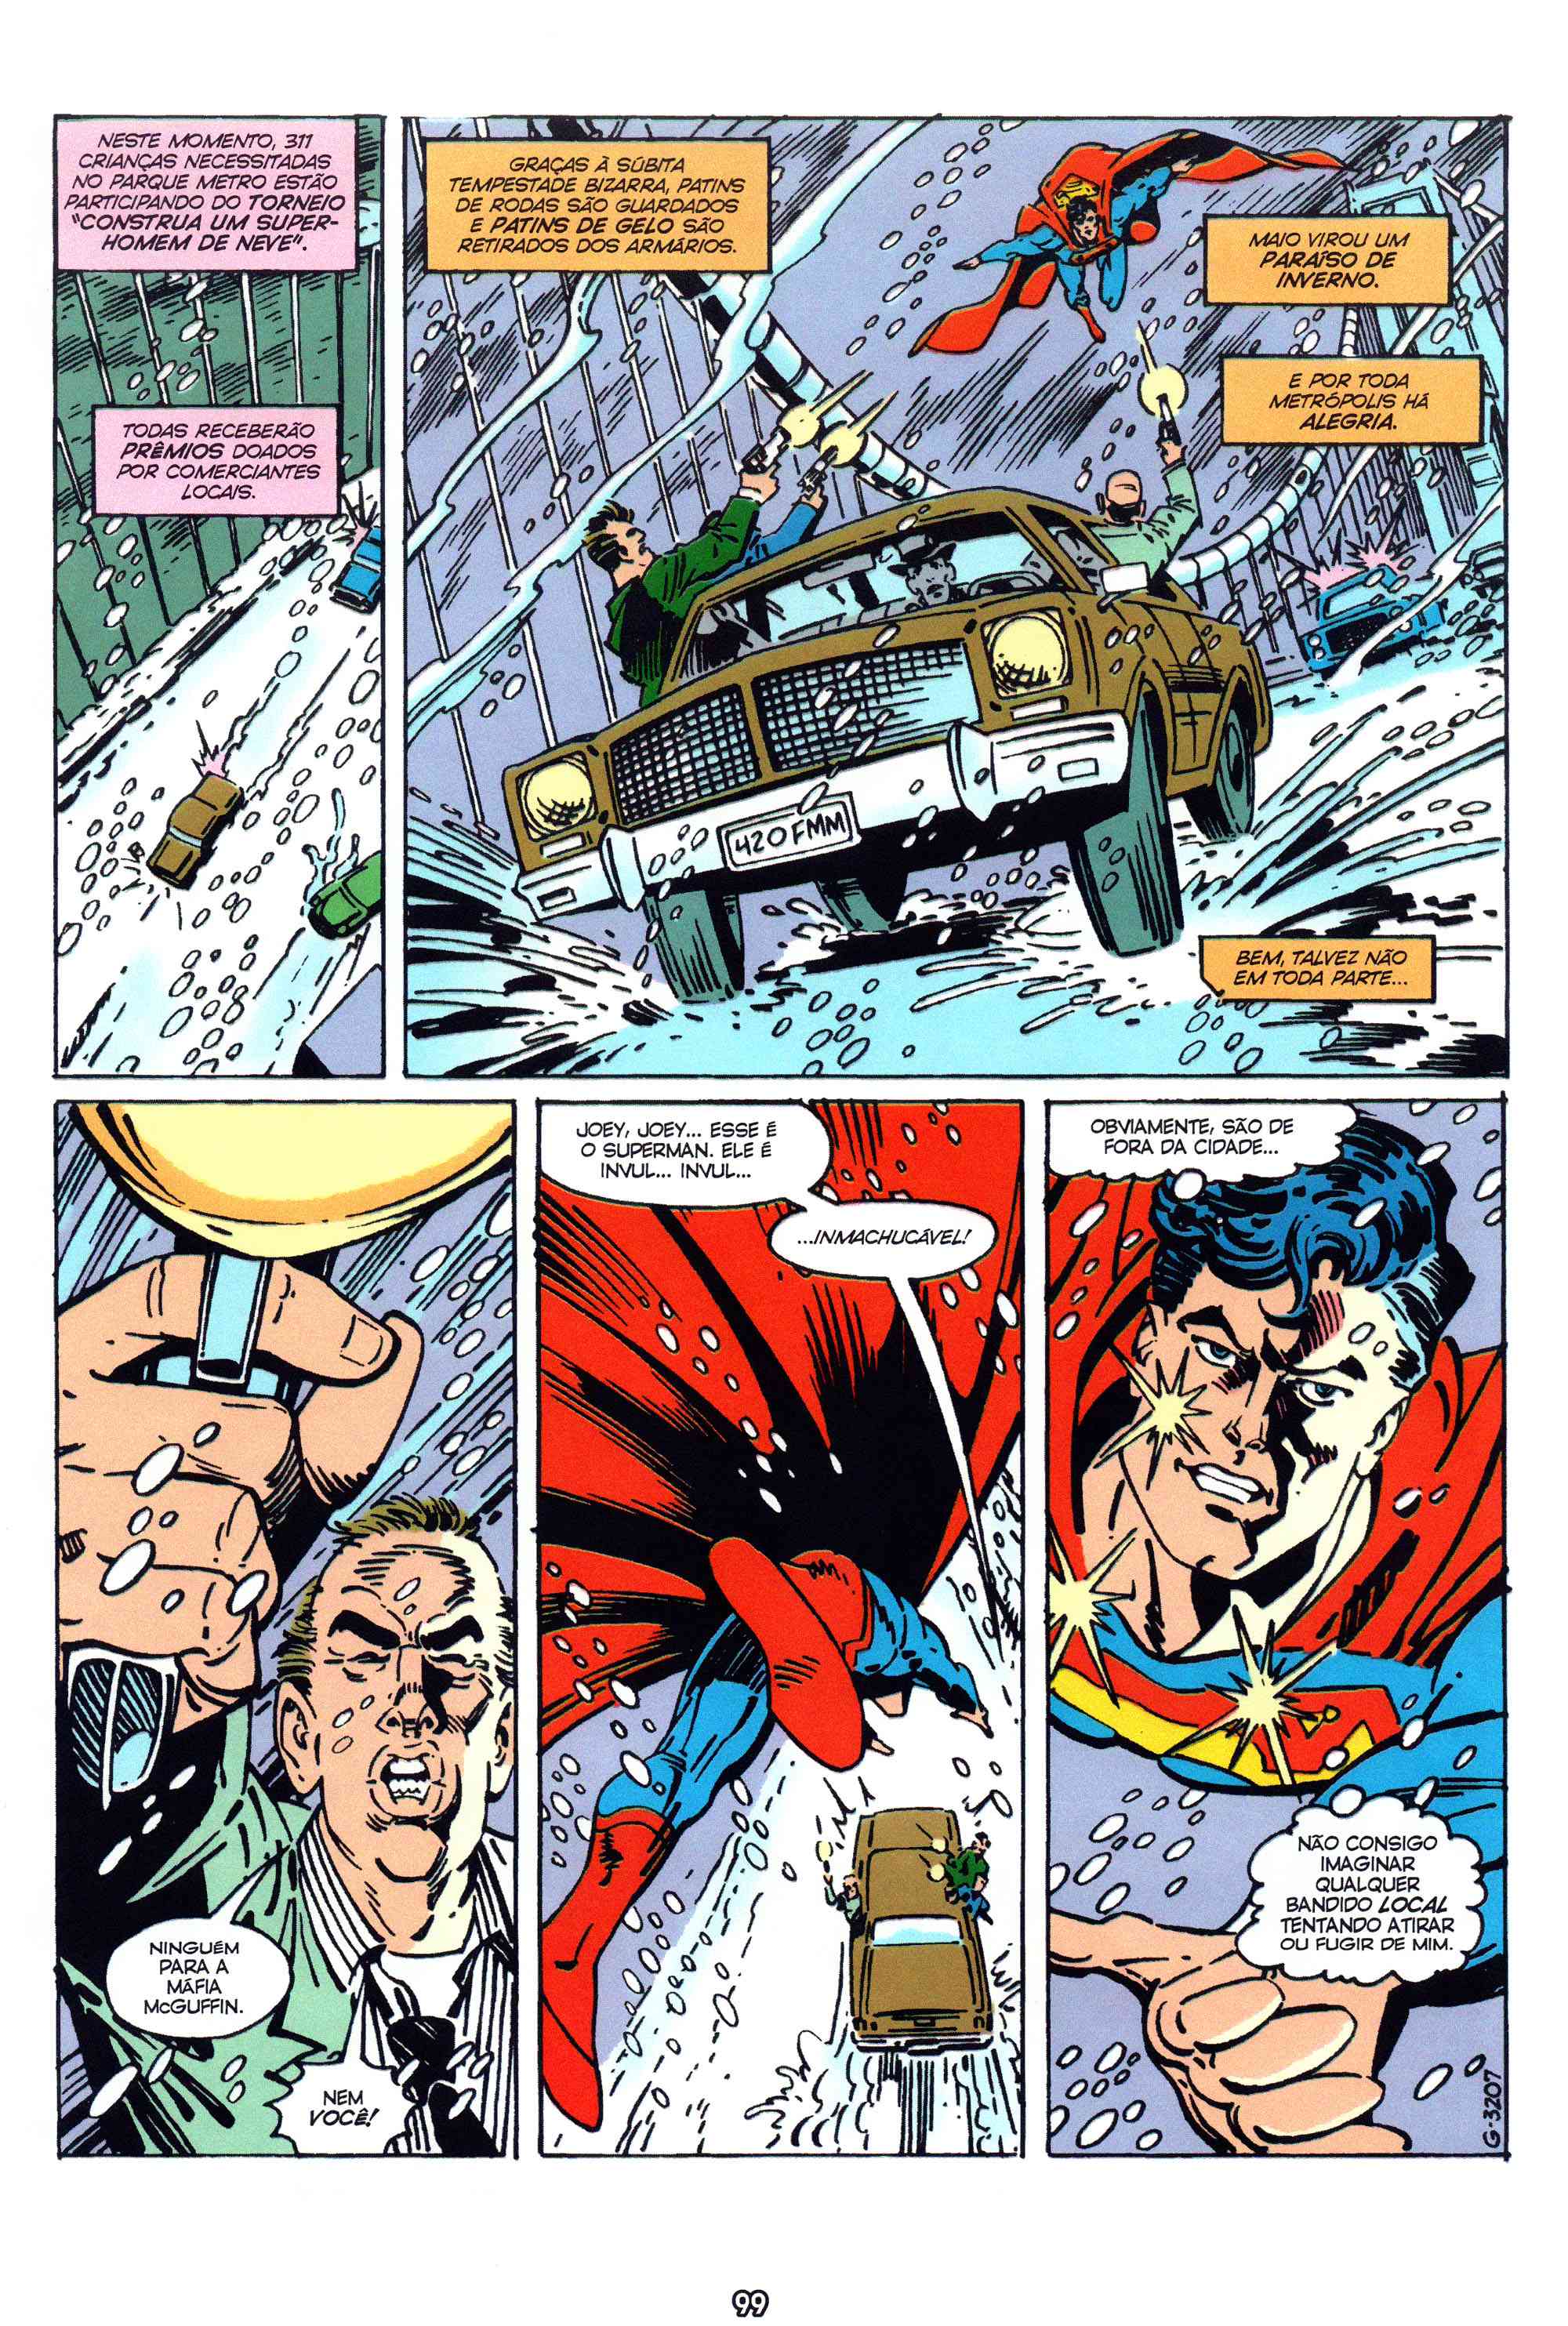 NESTE MOMENTO, 311
CRIANÇAS NECESSITADAS
NO PARQUE METRO ESTÃO
PARTICIPANDO DO TORNEIO
"CONSTRUA UM SUPER-
HOMEM DE NEVE".
TODAS RECEBERÃO
PRÊMIOS DOADOS
POR COMERCIANTES
LOCAIS.
GRAÇAS À SÚBITA
TEMPESTADE BIZARRA, PATINS
DE RODAS SÃO GUARDADOS
E PATINS DE GELO SÃO
RETIRADOS DOS ARMÁRIOS.
MAIO VIROU UM
PARAÍSO DE
INVERNO.
E POR TODA
METRÓPOLIS HÁ
ALEGRIA.
420FMM
BEM, TALVEZ NÃO
EM TODA PARTE...
NINGUÉM
PARA A
MÁFIA
McGUFFIN.
NEM
VOCÊ!
JOEY, JOEY... ESSE É
O SUPERMAN. ELE É
INVUL... INVUL...
...INMACHUCÁVEL!
OBVIAMENTE, SÃO DE
FORA DA CIDADE...
NÃO CONSIGO
IMAGINAR
QUALQUER
BANDIDO LOCAL
TENTANDO ATIRAR
OU FUGIR DE MIM.
G-3207
99